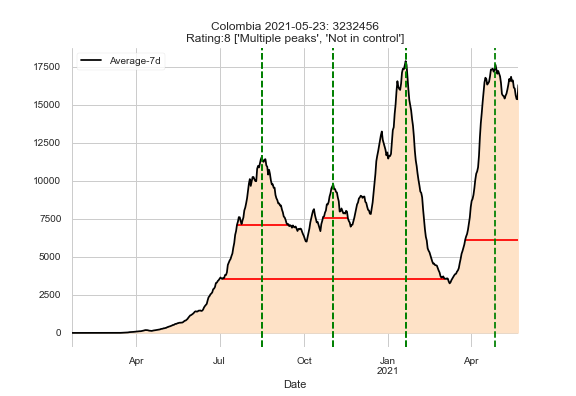 Colombia 2021-05-23: 3232456
Rating:8 ['Multiple peaks', 'Not in control']
Average-7d
17500
15000
12500
10000
7500
5000
2500
0
Apr
Jul
Oct
Jan
2021
Apr
Date